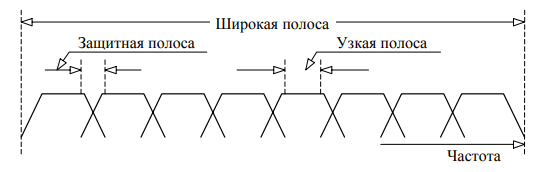 Широкая полоса
Защитная полоса
Узкая полоса
Частота